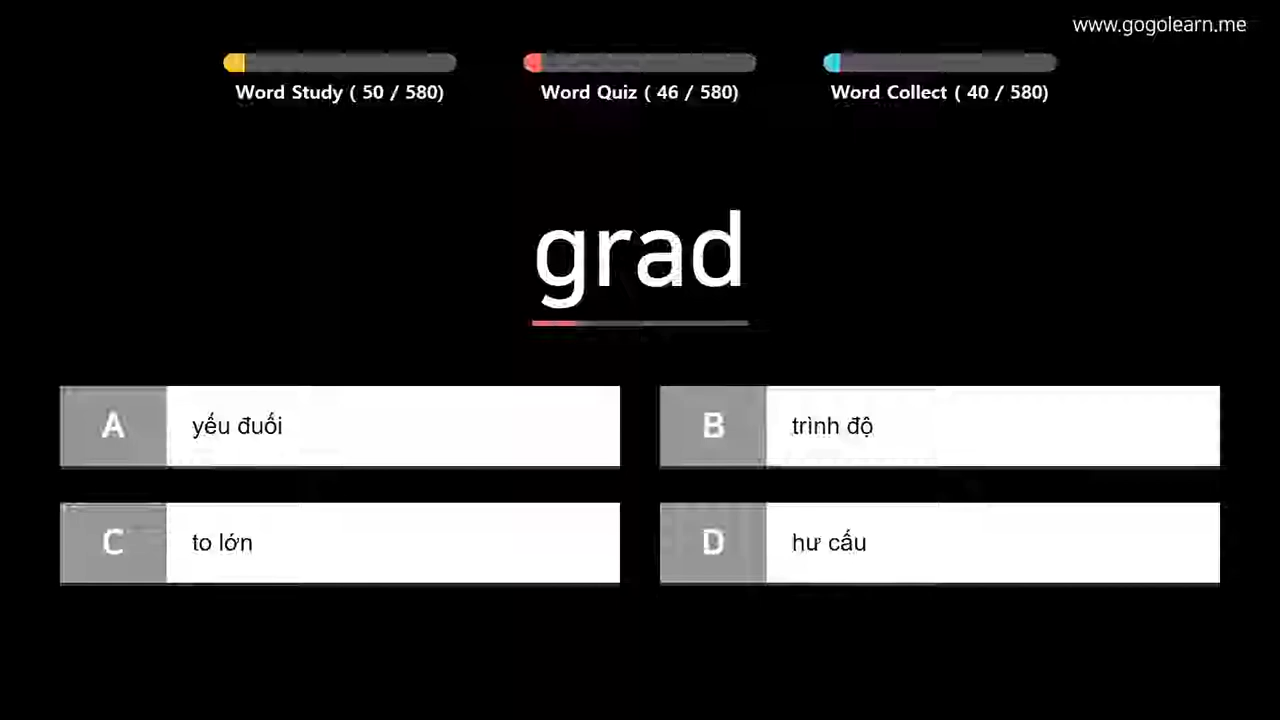 www.gogolearn.me
Word Study ( 50 / 580)
Word Quiz ( 46 / 580)
Word Collect ( 40 / 580)
grad
A yếu đuối
B trình độ
C to lớn
D hư cấu